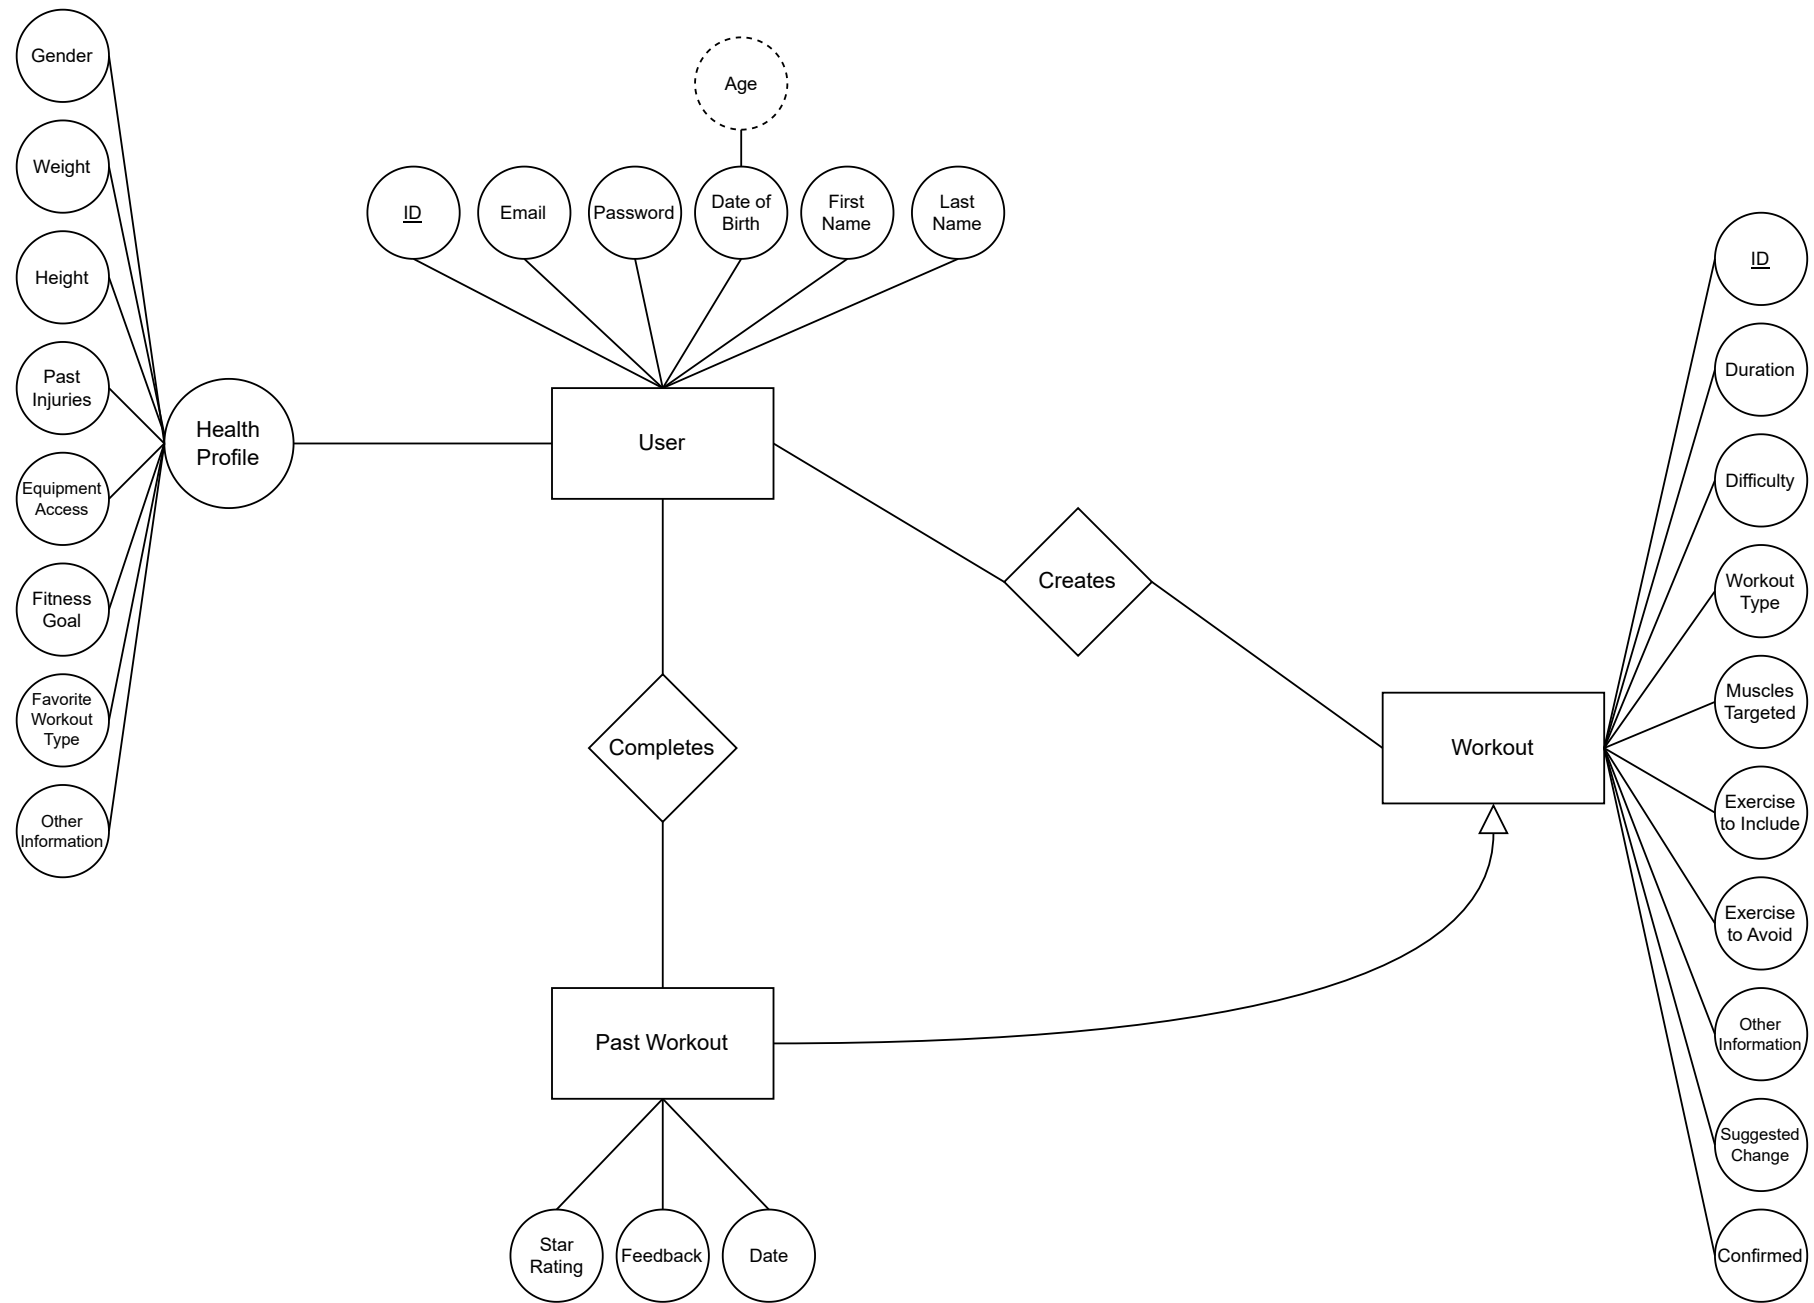 Gender
Weight
Height
Past
Injuries
Equipment
Access
Fitness
Goal
Favorite
Workout
Type
Other
Information
Health
Profile
Age
ID
Email
Password
Date of
Birth
First
Name
Last
Name
User
Creates
Completes
Workout
Past Workout
Star
Rating
Feedback
Date
ID
Duration
Difficulty
Workout
Type
Muscles
Targeted
Exercise
to Include
Exercise
to Avoid
Other
Information
Suggested
Change
Confirmed